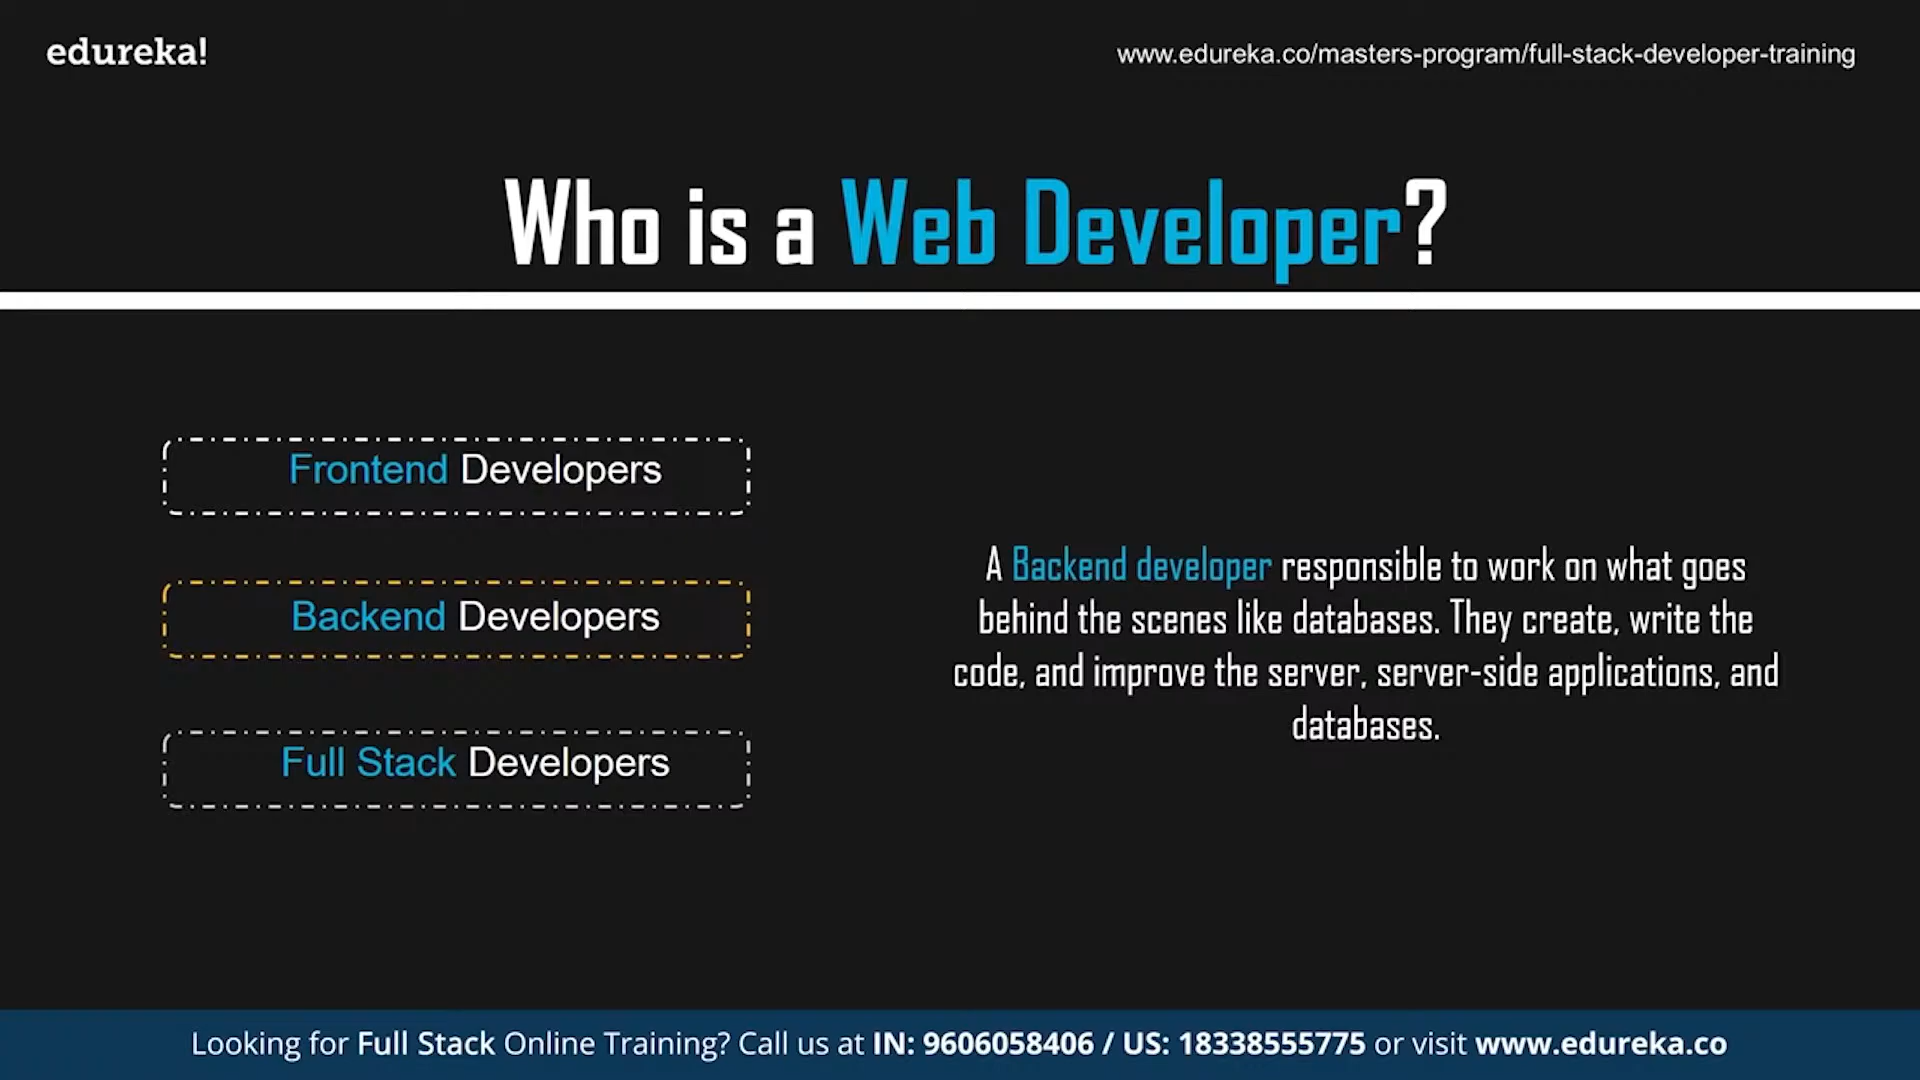 edureka!
www.edureka.co/masters-program/full-stack-developer-training
Who is a Web Developer?
Frontend Developers
Backend Developers
Full Stack Developers
A Backend developer responsible to work on what goes
behind the scenes like databases. They create, write the
code, and improve the server, server-side applications, and
databases.
Looking for Full Stack Online Training? Call us at IN: 9606058406 / US: 18338555775 or visit www.edureka.co